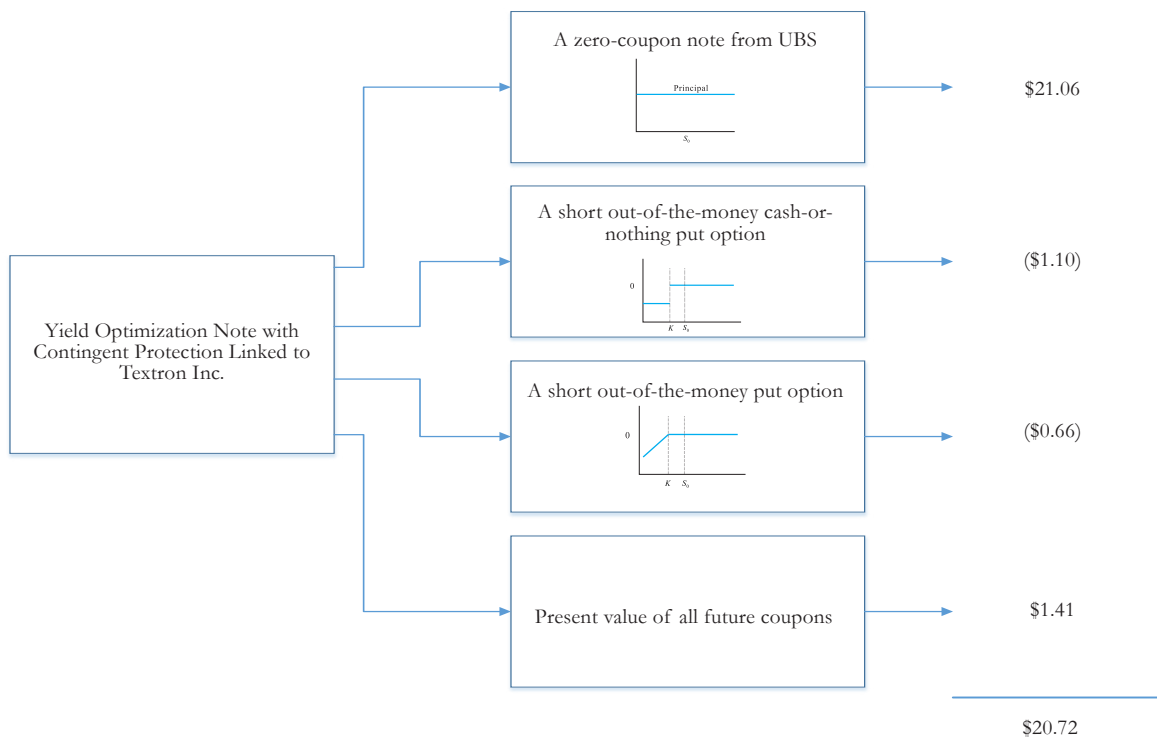 A zero-coupon note from UBS
Principal
S₀
$21.06
A short out-of-the-money cash-or-
nothing put option
0
K S₀
($1.10)
Yield Optimization Note with
Contingent Protection Linked to
Textron Inc.
A short out-of-the-money put option
0
K S₀
($0.66)
Present value of all future coupons
$1.41
$20.72